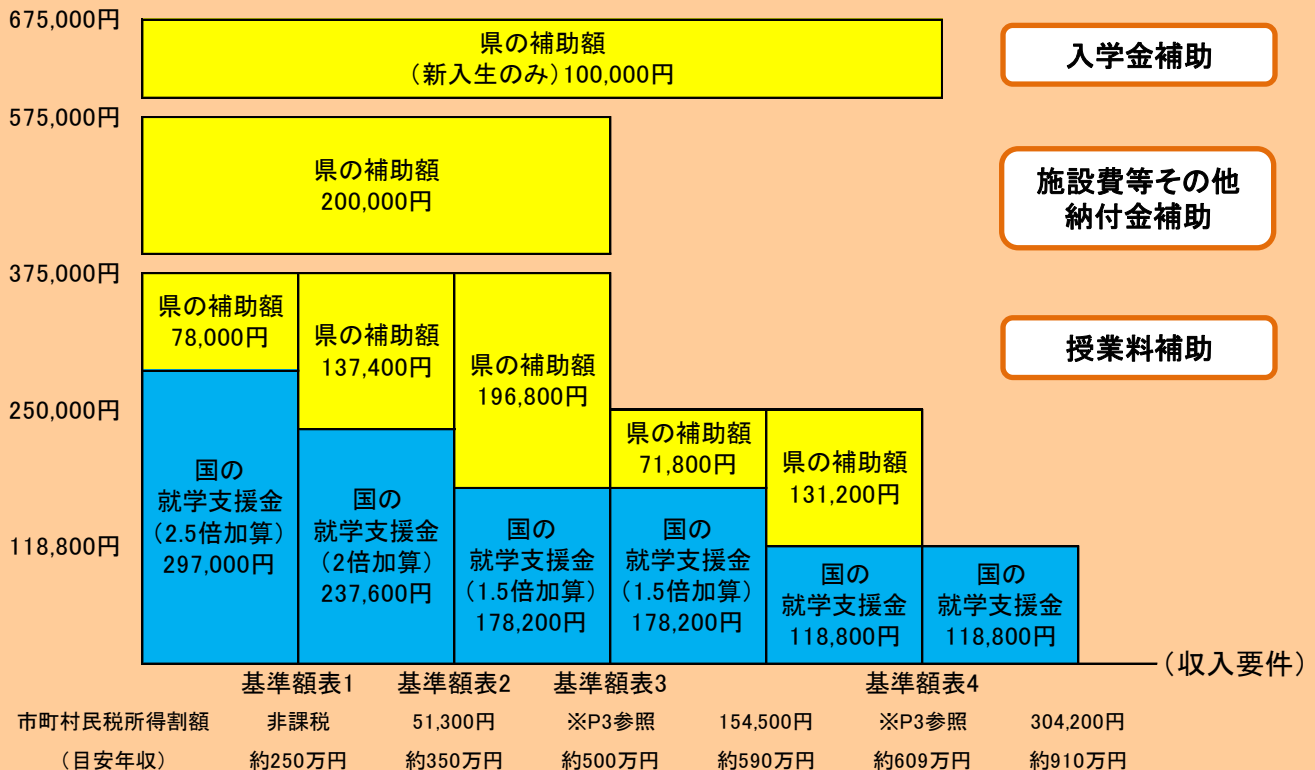 675,000円
県の補助額
（新入生のみ）100,000円
入学金補助
575,000円
県の補助額
200,000円
施設費等その他
納付金補助
375,000円
県の補助額
78,000円
県の補助額
137,400円
県の補助額
196,800円
授業料補助
250,000円
県の補助額
71,800円
県の補助額
131,200円
118,800円
国の
就学支援金
（2.5倍加算）
297,000円
国の
就学支援金
（2倍加算）
237,600円
国の
就学支援金
（1.5倍加算）
178,200円
国の
就学支援金
（1.5倍加算）
178,200円
国の
就学支援金
118,800円
国の
就学支援金
118,800円
（収入要件）
基準額表1 基準額表2 基準額表3 基準額表4
市町村民税所得割額 非課税 51,300円 ※P3参照 154,500円 ※P3参照 304,200円
（目安年収） 約250万円 約350万円 約500万円 約590万円 約609万円 約910万円